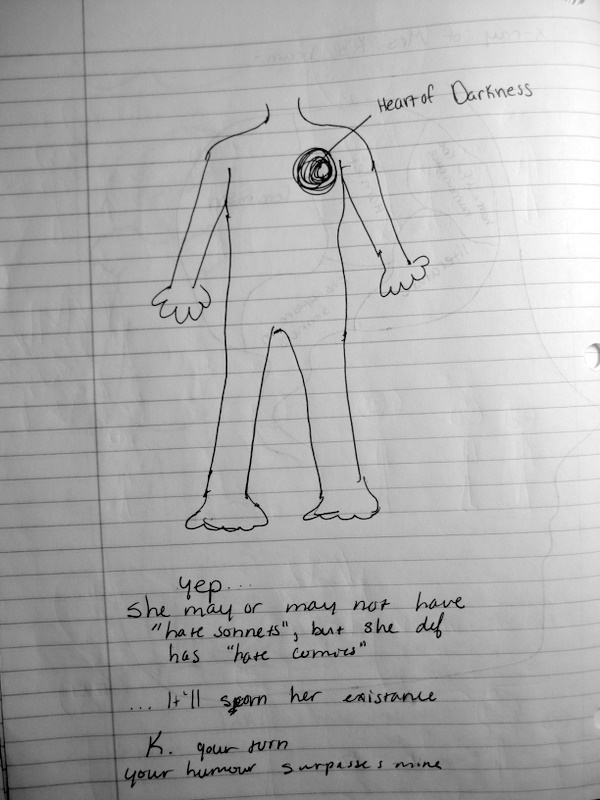 Heart of Darkness
Yep...
She may or may not have
"hate sonnets", but she def
has "hate comics"
... It'll sporn her existance
K. your turn
your humour surpasses mine